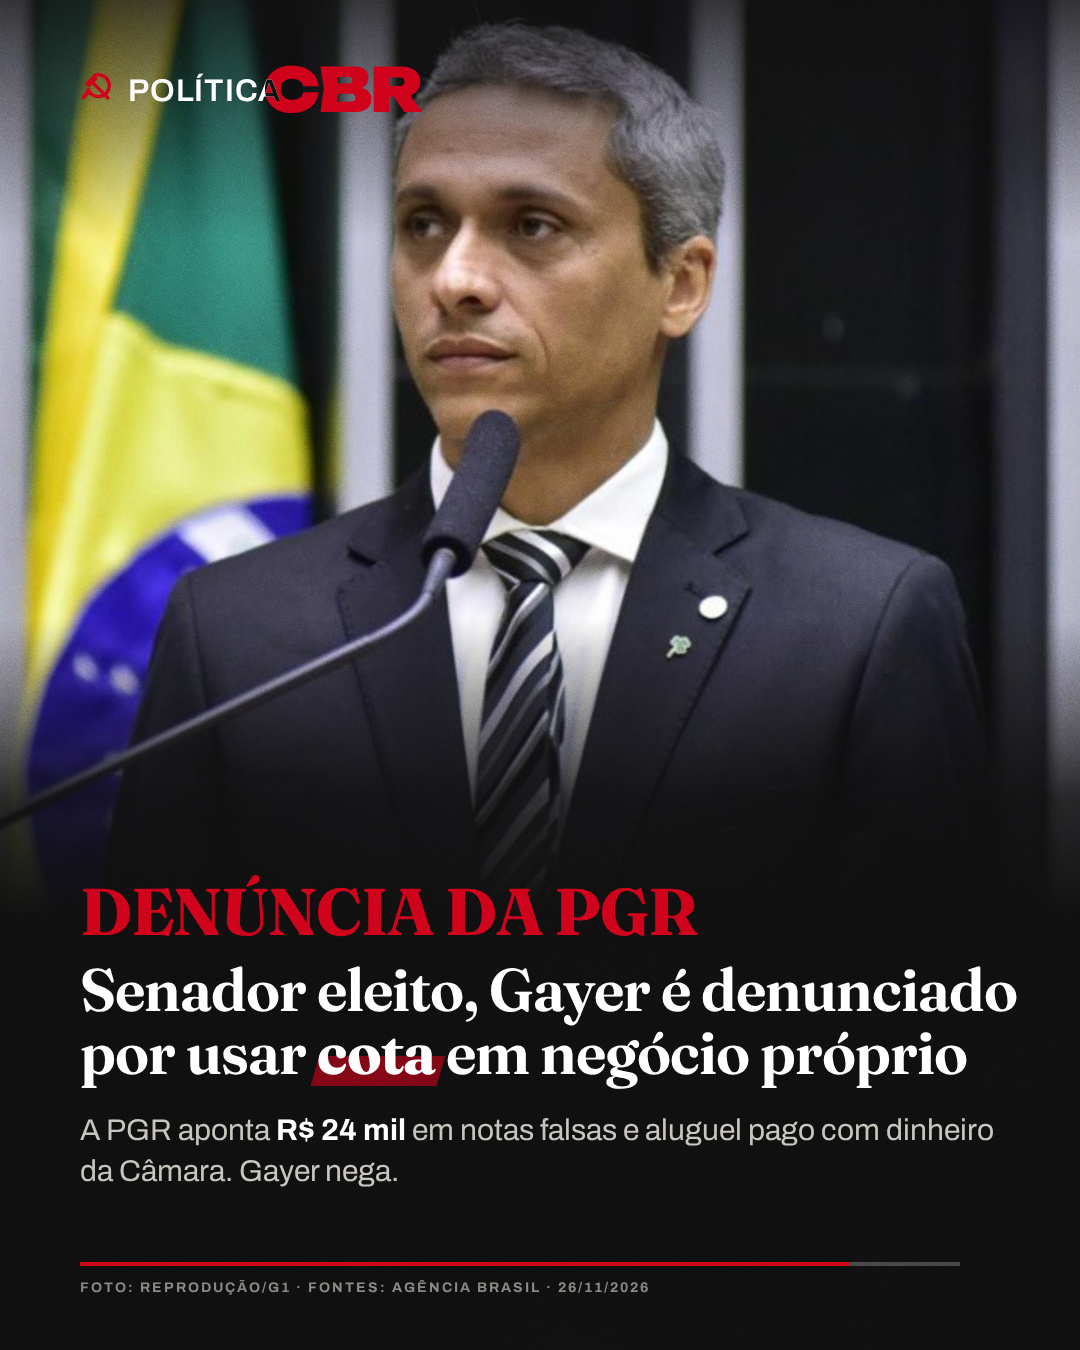 POLÍTICA CBR
DENÚNCIA DA PGR
Senador eleito, Gayer é denunciado
por usar cota em negócio próprio
A PGR aponta R$ 24 mil em notas falsas e aluguel pago com dinheiro
da Câmara. Gayer nega.
FOTO: REPRODUÇÃO/G1 · FONTES: AGÊNCIA BRASIL · 26/11/2026